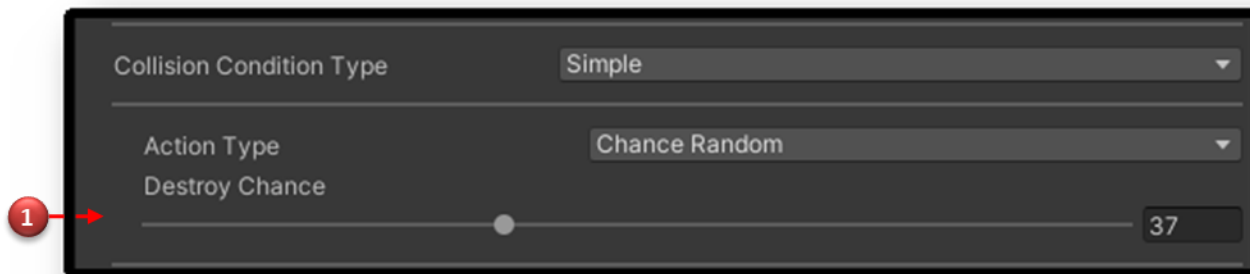 Collision Condition Type Simple
Action Type Chance Random
Destroy Chance
1 37